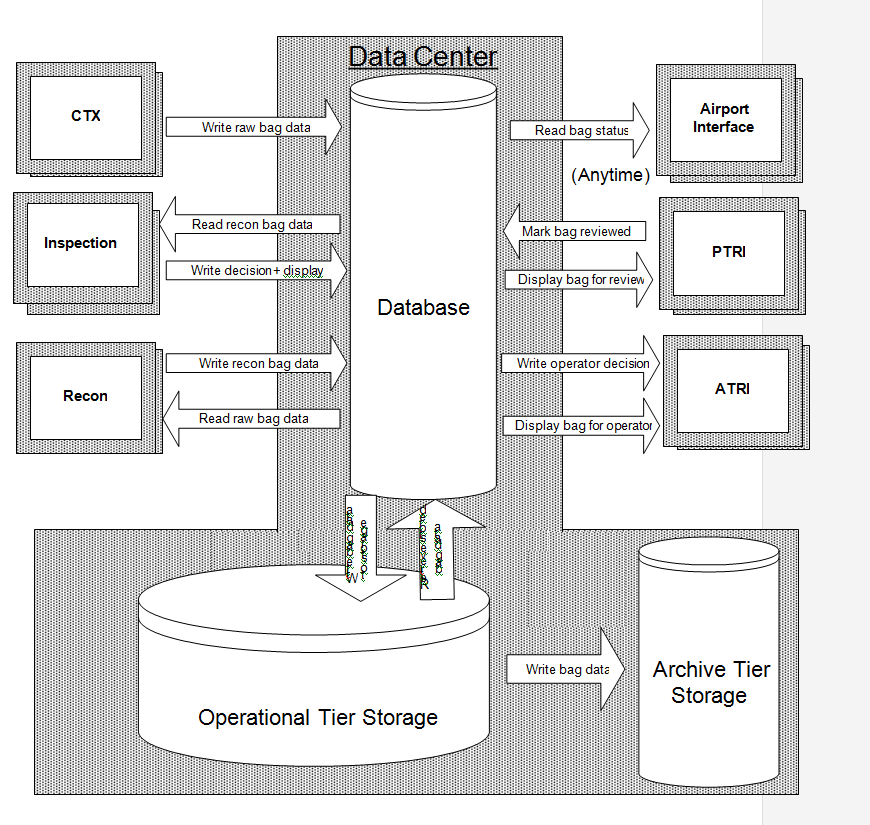 Data Center
CTX
Write raw bag data
Read bag status
Airport
Interface
(Anytime)
Inspection
Read recon bag data
Write decision+ display
Mark bag reviewed
PTRI
Display bag for review
Database
Recon
Write recon bag data
Read raw bag data
Write operator decision
ATRI
Display bag for operator
Operational Tier Storage
Write bag data
Archive Tier
Storage